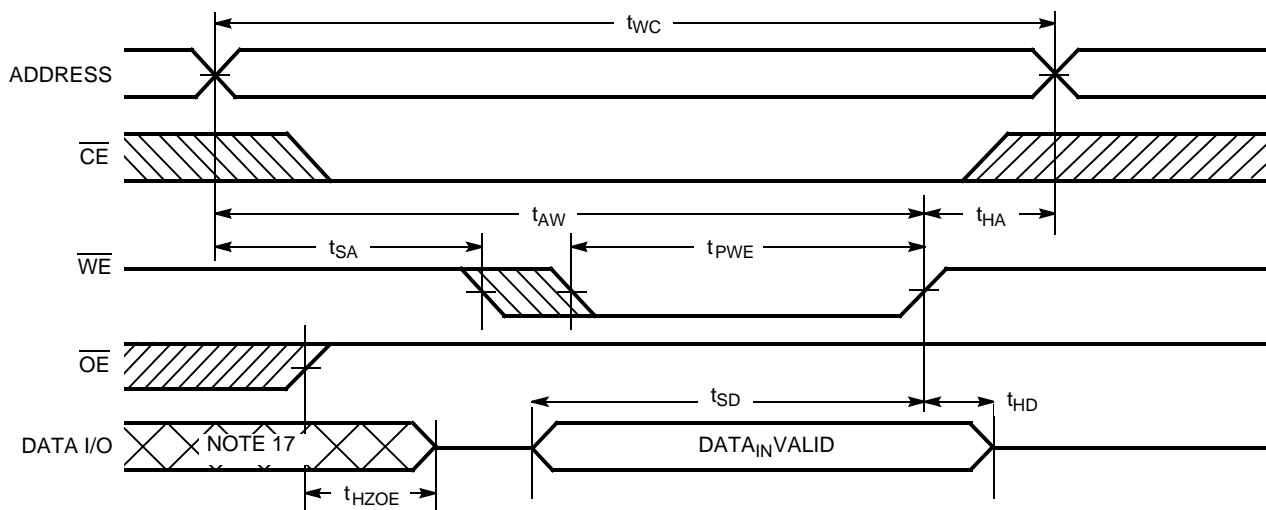 tWC
ADDRESS
CE
tAW
tHA
tSA
tPWE
WE
OE
tSD
tHD
DATA I/O
NOTE 17
DATAINVALID
tHZOE